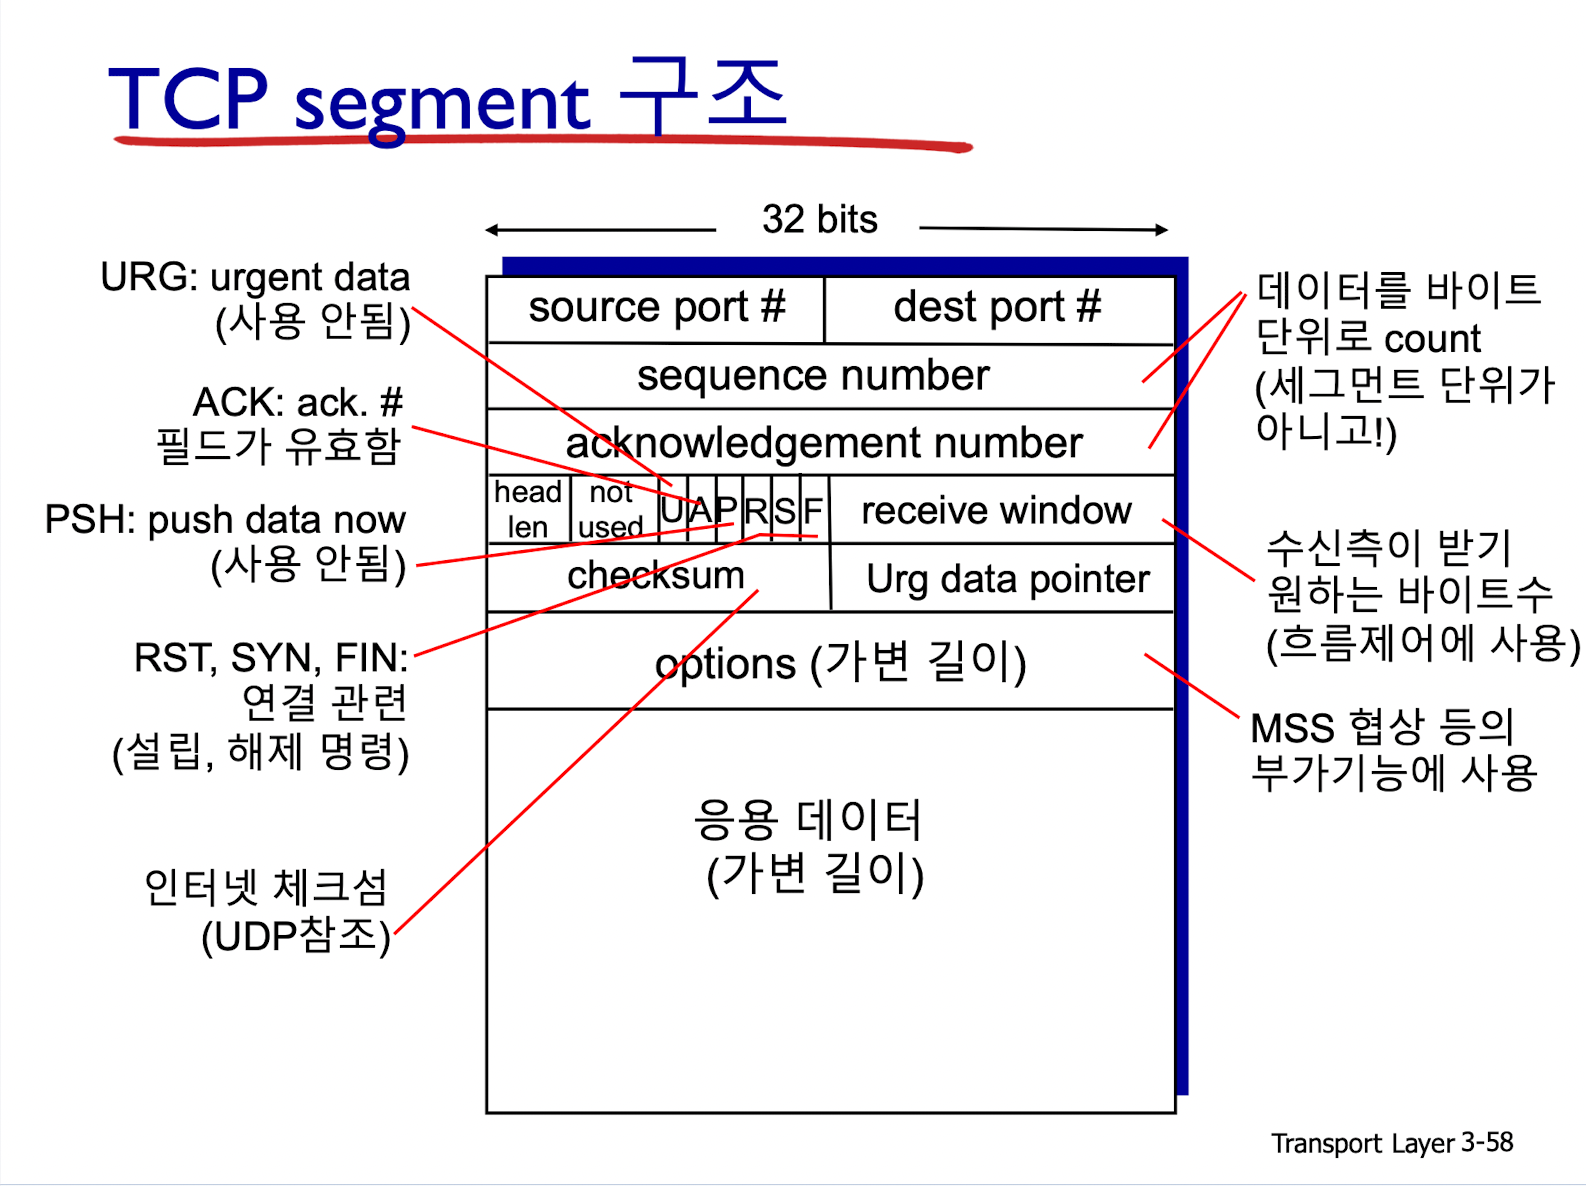 TCP segment 구조
32 bits
URG: urgent data
(사용 안됨)
ACK: ack. #
필드가 유효함
PSH: push data now
(사용 안됨)
RST, SYN, FIN:
연결 관련
(설립, 해제 명령)
인터넷 체크섬
(UDP참조)
source port #
dest port #
sequence number
acknowledgement number
head
len
not
used
U
A
P
R
S
F
receive window
checksum
Urg data pointer
options (가변 길이)
응용 데이터
(가변 길이)
데이터를 바이트
단위로 count
(세그먼트 단위가
아니고!)
수신측이 받기
원하는 바이트수
(흐름제어에 사용)
MSS 협상 등의
부가기능에 사용
Transport Layer 3-58